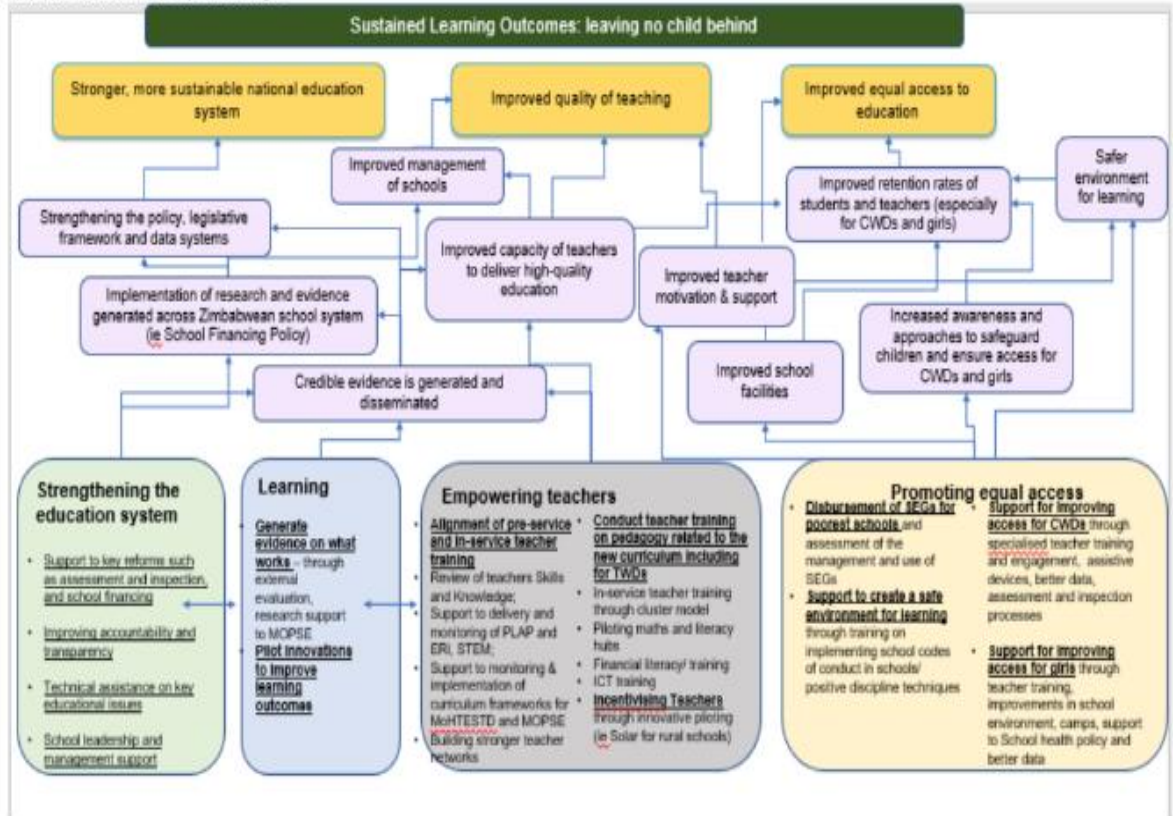 Sustained Learning Outcomes: leaving no child behind
Stronger, more sustainable national education
system
Improved quality of teaching
Improved equal access to
education
Improved management
of schools
Safer
environment
for learning
Improved retention rates of
students and teachers (especially
for CWDs and girls)
Strengthening the policy, legislative
framework and data systems
Improved capacity of teachers
to deliver high-quality
education
Improved teacher
motivation & support
Implementation of research and evidence
generated across Zimbabwean school system
(ie School Financing Policy)
Increased awareness and
approaches to safeguard
children and ensure access for
CWDs and girls
Improved school
facilities
Credible evidence is generated and
disseminated
Strengthening the
education system
• Support to key reforms such
as assessment and inspection,
and school financing
• Improving accountability and
transparency
• Technical assistance on key
educational issues
• School leadership and
management support
Learning
• Generate
evidence on what
works – through
external
evaluation,
research support
to MOPSE
• Pilot innovations
to improve
learning
outcomes
Empowering teachers
• Alignment of pre-service
and in-service teacher
training
• Review of teachers Skills
and Knowledge;
• Support to delivery and
monitoring of PLAP and
ERI, STEM;
• Support to monitoring &
implementation of
curriculum frameworks for
MoHTESTD and MOPSE
• Building stronger teacher
networks
• Conduct teacher training
on pedagogy related to the
new curriculum including
for TWDs
• In-service teacher training
through cluster model
• Piloting maths and literacy
hubs
• Financial literacy/ training
• ICT training
• Incentivising Teachers
through innovative piloting
(ie Solar for rural schools)
Promoting equal access
• Disbursement of SEGs for
poorest schools and
assessment of the
management and use of
SEGs
• Support to create a safe
environment for learning
through training on
implementing school codes
of conduct in schools/
positive discipline techniques
• Support for improving
access for CWDs through
specialised teacher training
and engagement, assistive
devices, better data,
assessment and inspection
processes
• Support for improving
access for girls through
teacher training,
improvements in school
environment, camps, support
to School health policy and
better data